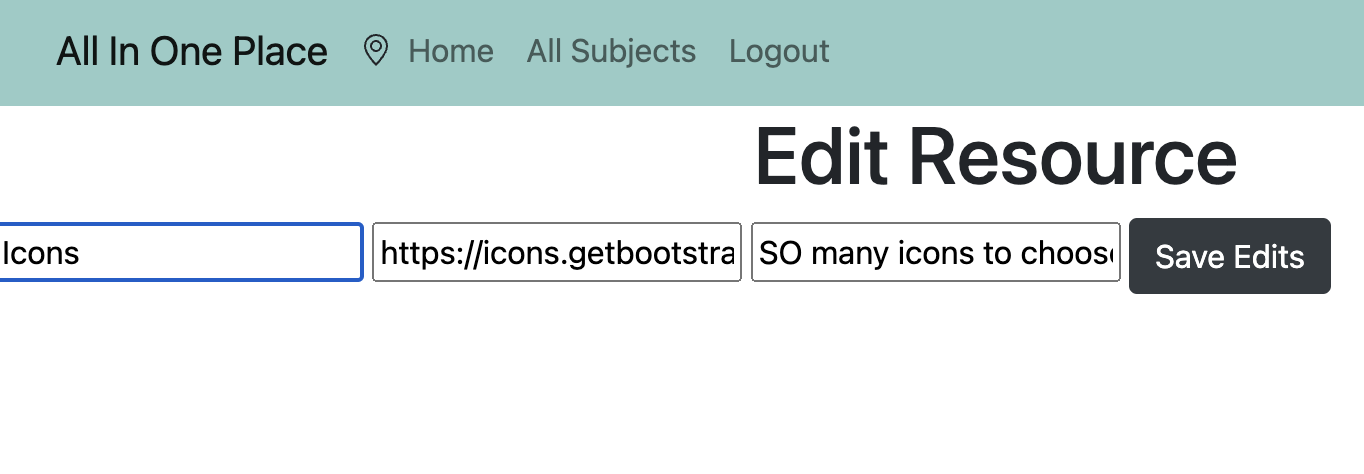 All In One Place Home All Subjects Logout
Edit Resource
Icons https://icons.getbootstra SO many icons to choose Save Edits